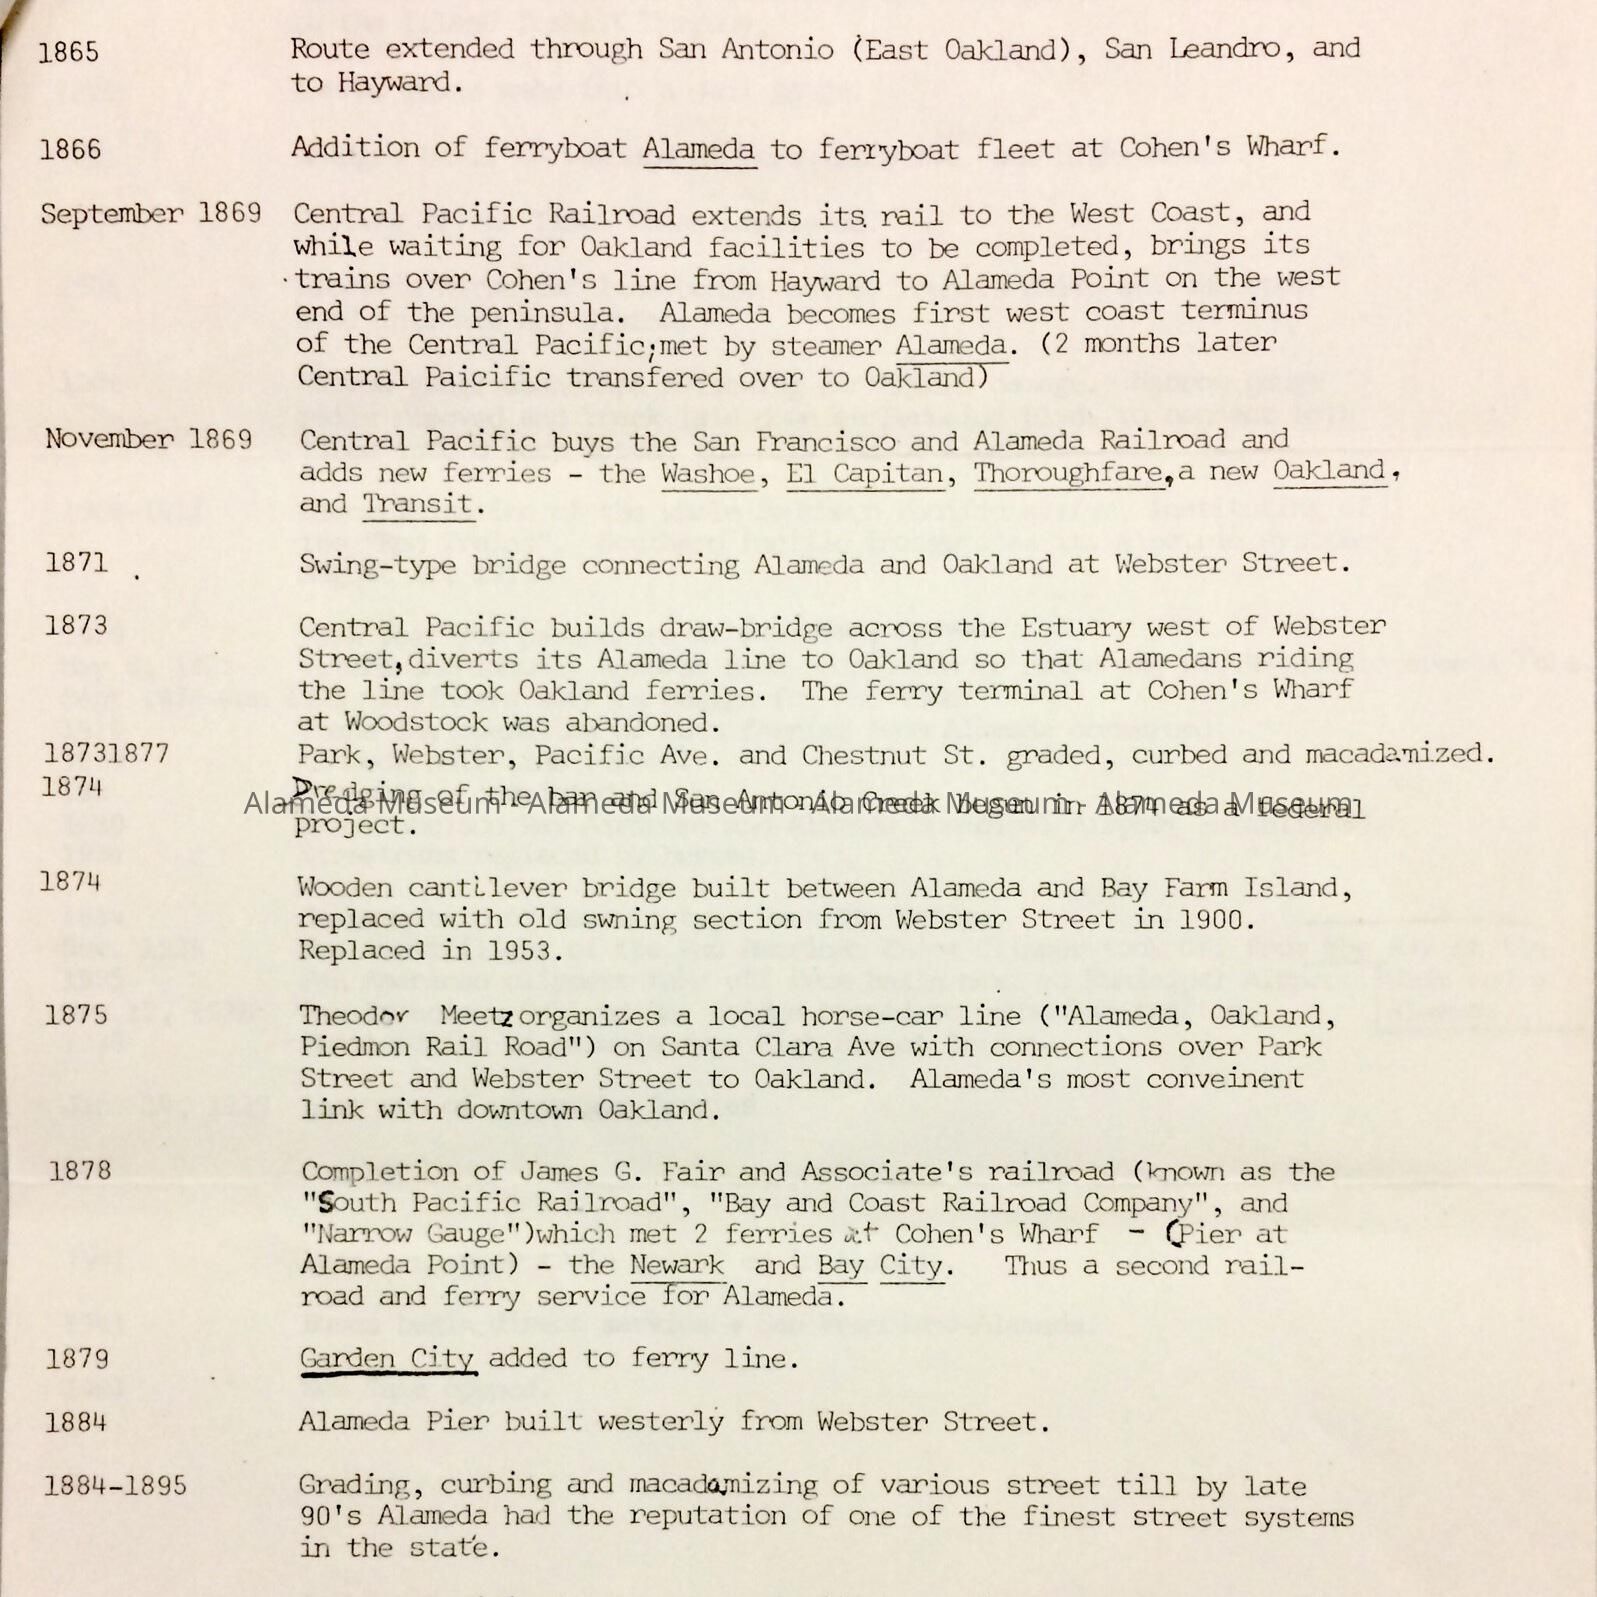 1865 Route extended through San Antonio (East Oakland), San Leandro, and
to Hayward.
1866 Addition of ferryboat Alameda to ferryboat fleet at Cohen's Wharf.
September 1869 Central Pacific Railroad extends its rail to the West Coast, and
while waiting for Oakland facilities to be completed, brings its
trains over Cohen's line from Hayward to Alameda Point on the west
end of the peninsula. Alameda becomes first west coast terminus
of the Central Pacific;met by steamer Alameda. (2 months later
Central Paicific transfered over to Oakland)
November 1869 Central Pacific buys the San Francisco and Alameda Railroad and
adds new ferries - the Washoe, El Capitan, Thoroughfare,a new Oakland,
and Transit.
1871 Swing-type bridge connecting Alameda and Oakland at Webster Street.
1873 Central Pacific builds draw-bridge across the Estuary west of Webster
Street,diverts its Alameda line to Oakland so that Alamedans riding
the line took Oakland ferries. The ferry terminal at Cohen's Wharf
at Woodstock was abandoned.
18731877 Park, Webster, Pacific Ave. and Chestnut St. graded, curbed and macadamized.
1874 Dredging of the bar and San Antonio Creek began in 1874 as a federal
Alameda Museum - Alameda Museum - Alameda Museum - Alameda Museum
project.
1874 Wooden cantilever bridge built between Alameda and Bay Farm Island,
replaced with old swning section from Webster Street in 1900.
Replaced in 1953.
1875 Theodor Meetz organizes a local horse-car line ("Alameda, Oakland,
Piedmon Rail Road") on Santa Clara Ave with connections over Park
Street and Webster Street to Oakland. Alameda's most conveinent
link with downtown Oakland.
1878 Completion of James G. Fair and Associate's railroad (known as the
"South Pacific Railroad", "Bay and Coast Railroad Company", and
"Narrow Gauge")which met 2 ferries at Cohen's Wharf - (Pier at
Alameda Point) - the Newark and Bay City. Thus a second rail-
road and ferry service for Alameda.
1879 Garden City added to ferry line.
1884 Alameda Pier built westerly from Webster Street.
1884-1895 Grading, curbing and macadamizing of various street till by late
90's Alameda had the reputation of one of the finest street systems
in the state.